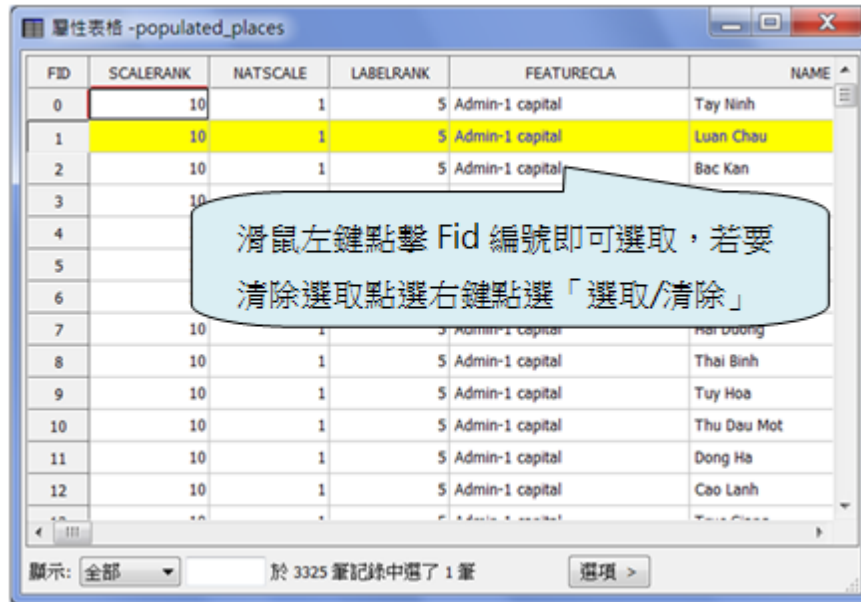 屬性表格 -populated_places
FID SCALERANK NATSCALE LABELRANK FEATURECLA NAME
0 10 1 5 Admin-1 capital Tay Ninh
1 10 1 5 Admin-1 capital Luan Chau
2 10 1 5 Admin-1 capital Bac Kan
3 10
4
5
6
滑鼠左鍵點擊 Fid 編號即可選取，若要
清除選取點選右鍵點選「選取/清除」
7 10 1 5 Admin-1 capital Hai Duong
8 10 1 5 Admin-1 capital Thai Binh
9 10 1 5 Admin-1 capital Tuy Hoa
10 10 1 5 Admin-1 capital Thu Dau Mot
11 10 1 5 Admin-1 capital Dong Ha
12 10 1 5 Admin-1 capital Cao Lanh
顯示: 全部 於 3325 筆記錄中選了 1 筆 選項 >